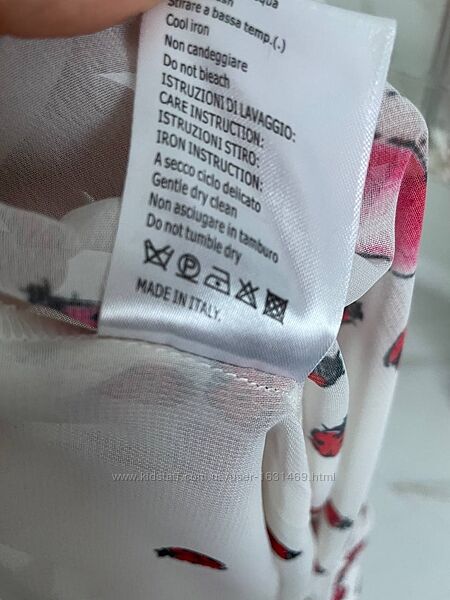 Stirare a bassa temp.(.)
Cool iron
Non candeggiare
Do not bleach
ISTRUZIONI DI LAVAGGIO:
CARE INSTRUCTION:
ISTRUZIONI STIRO:
IRON INSTRUCTION:
A secco ciclo delicato
Gentle dry clean
Non asciugare in tamburo
Do not tumble dry
MADE IN ITALY.